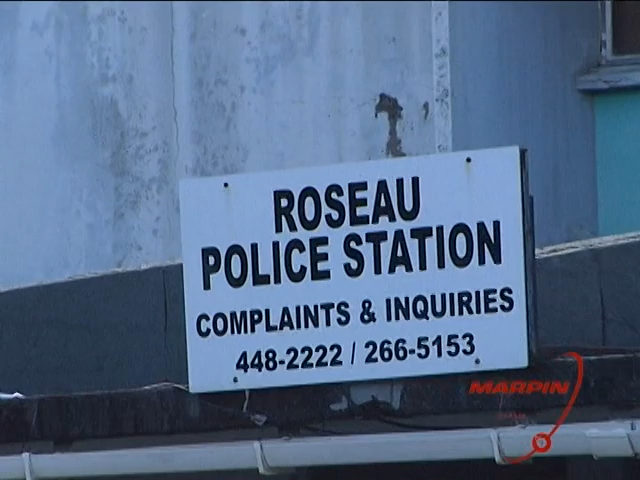 ROSEAU
POLICE STATION
COMPLAINTS & INQUIRIES
448-2222 / 266-5153
MARPIN